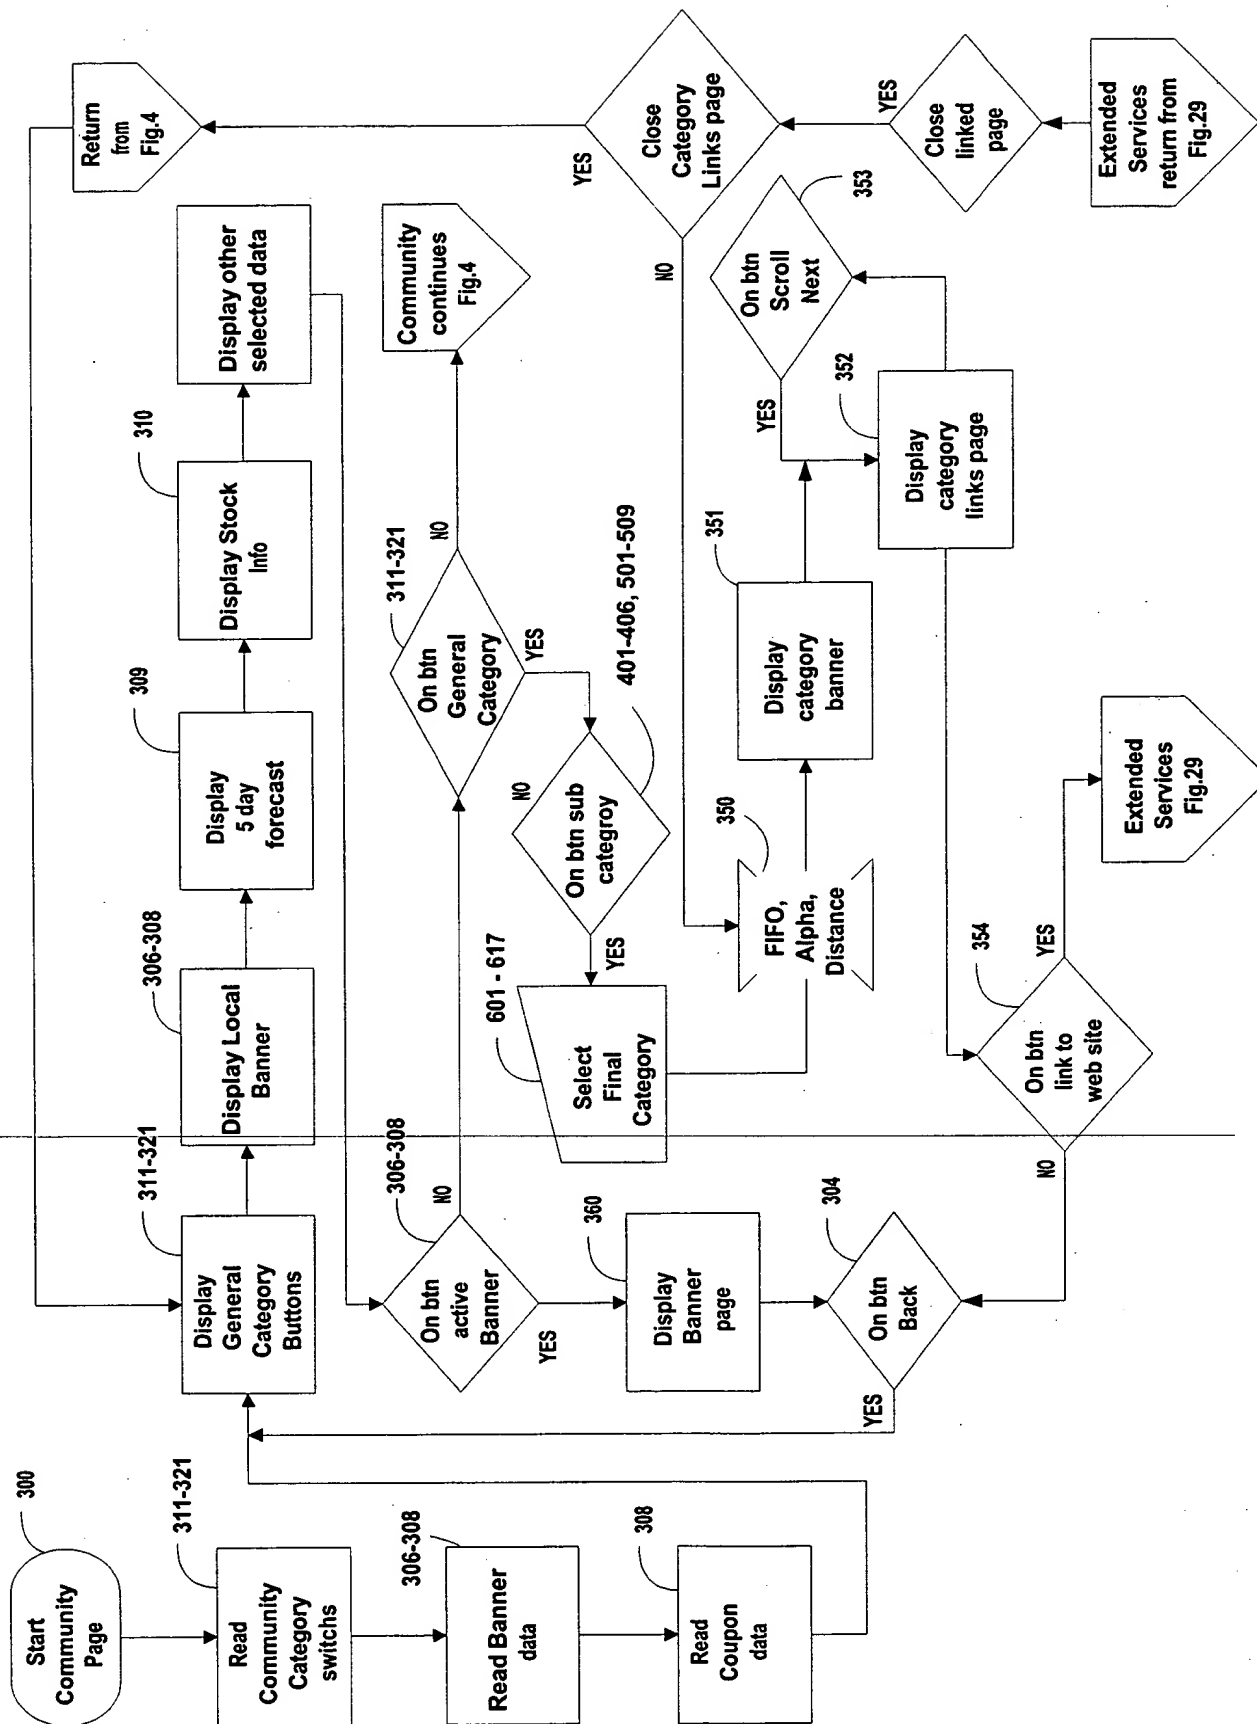 300
Start
Community
Page
311-321
Read
Community
Category
switchs
306-308
Read Banner
data
308
Read
Coupon
data
311-321
Display
General
Category
Buttons
306-308
Display Local
Banner
309
Display
5 day
forecast
310
Display Stock
Info
Display other
selected data
Return
from
Fig.4
306-308
On btn
active
Banner
NO
YES
360
Display
Banner
page
304
On btn
Back
YES
311-321
On btn
General
Category
NO
YES
Community
continues
Fig.4
401-406, 501-509
On btn sub
categroy
NO
YES
601 - 617
Select
Final
Category
350
FIFO,
Alpha,
Distance
351
Display
category
banner
352
Display
category
links page
353
On btn
Scroll
Next
YES
354
On btn
link to
web site
NO
YES
Extended
Services
Fig.29
Close
Category
Links page
YES
NO
Close
linked
page
YES
Extended
Services
return from
Fig.29